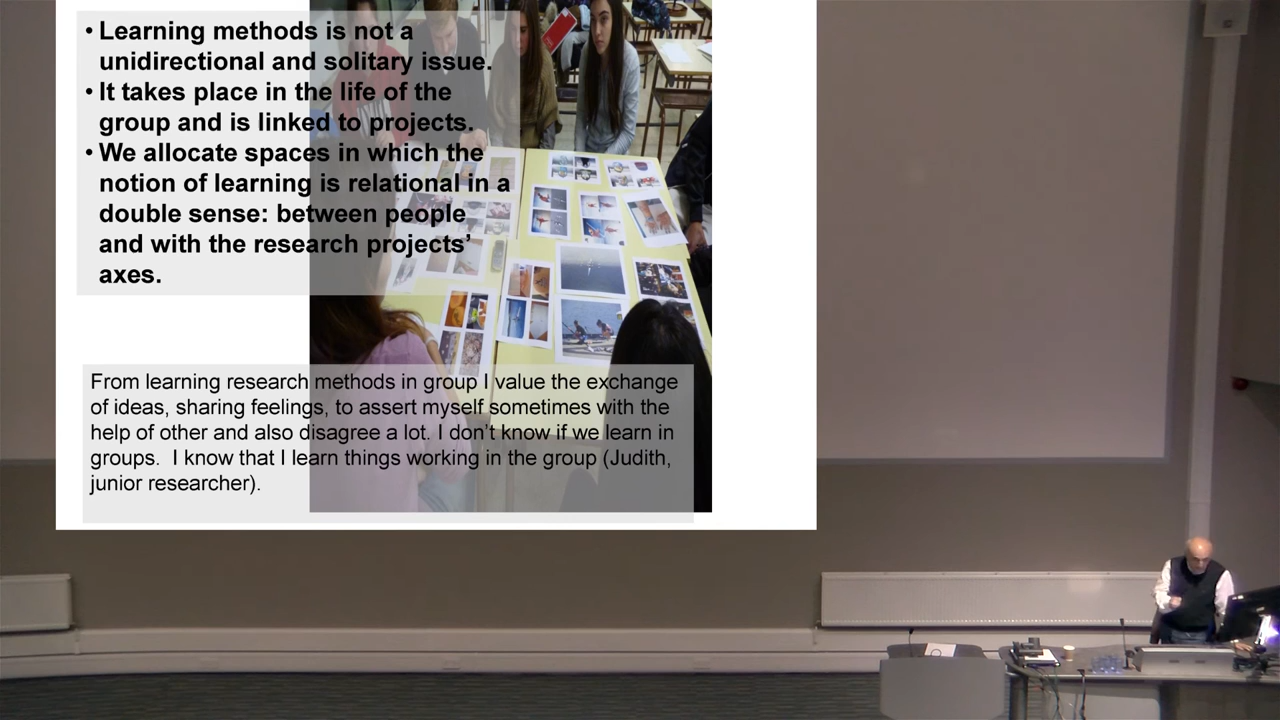 • Learning methods is not a
unidirectional and solitary issue.
• It takes place in the life of the
group and is linked to projects.
• We allocate spaces in which the
notion of learning is relational in a
double sense: between people
and with the research projects’
axes.
From learning research methods in group I value the exchange
of ideas, sharing feelings, to assert myself sometimes with the
help of other and also disagree a lot. I don’t know if we learn in
groups.  I know that I learn things working in the group (Judith,
junior researcher).